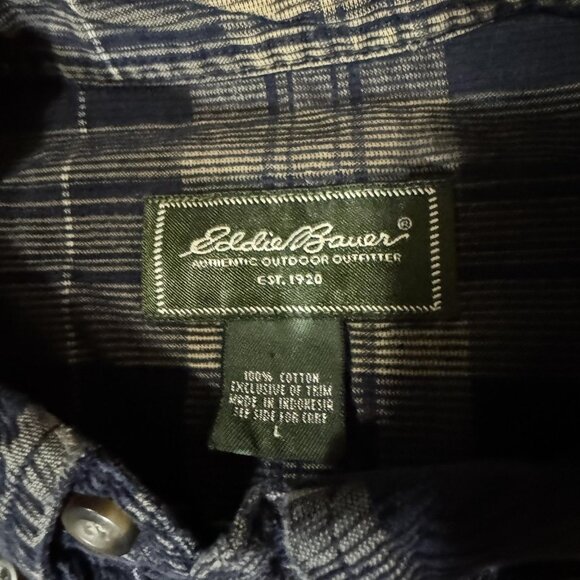 Eddie Bauer®
AUTHENTIC OUTDOOR OUTFITTER
EST. 1920
100% COTTON
EXCLUSIVE OF TRIM
MADE IN INDONESIA
SEE SIDE FOR CARE
L